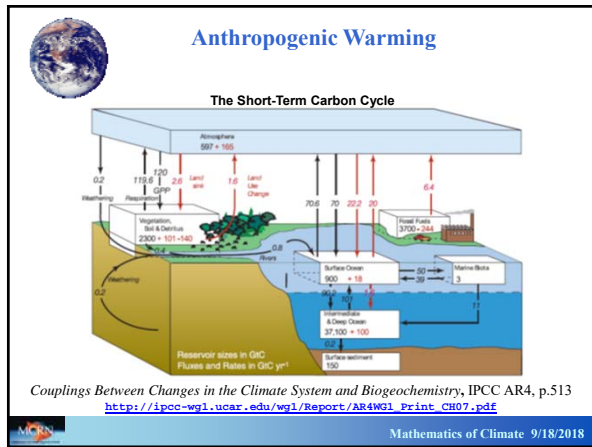 Anthropogenic Warming
The Short-Term Carbon Cycle
Atmosphere
597 + 165
0.2
Weathering
119.6
Respiration
120
GPP
2.6
Land
sink
1.6
Land
Use
Change
70.6
70
22.2
20
6.4
Vegetation,
Soil & Detritus
2300 + 101 -140
Fossil Fuels
3700 - 244
0.4
0.8
Rivers
Weathering
0.2
Surface Ocean
900 + 18
50
39
Marine Biota
3
90.2
101
1.6
11
Intermediate
& Deep Ocean
37,100 + 100
0.2
Surface sediment
150
Reservoir sizes in GtC
Fluxes and Rates in GtC yr-1
Couplings Between Changes in the Climate System and Biogeochemistry, IPCC AR4, p.513
http://ipcc-wg1.ucar.edu/wg1/Report/AR4WG1_Print_CH07.pdf
MCRN
Mathematics of Climate 9/18/2018